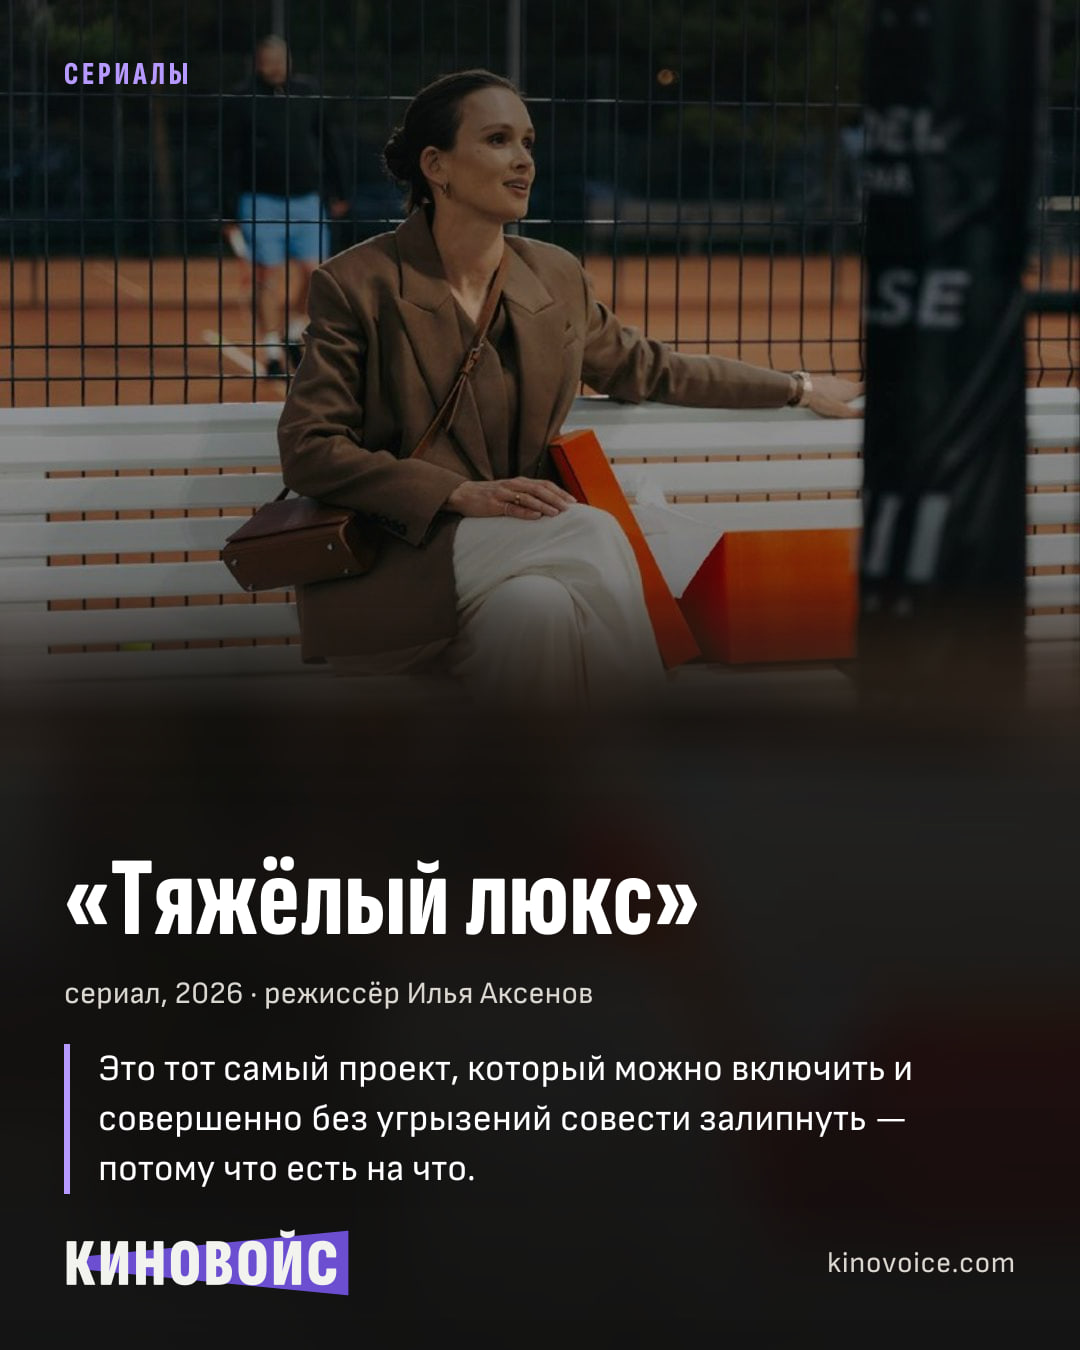 СЕРИАЛЫ
SE
«Тяжёлый люкс»
сериал, 2026 · режиссёр Илья Аксенов
Это тот самый проект, который можно включить и
совершенно без угрызений совести залипнуть —
потому что есть на что.
КИНОВОЙС
kinovoice.com